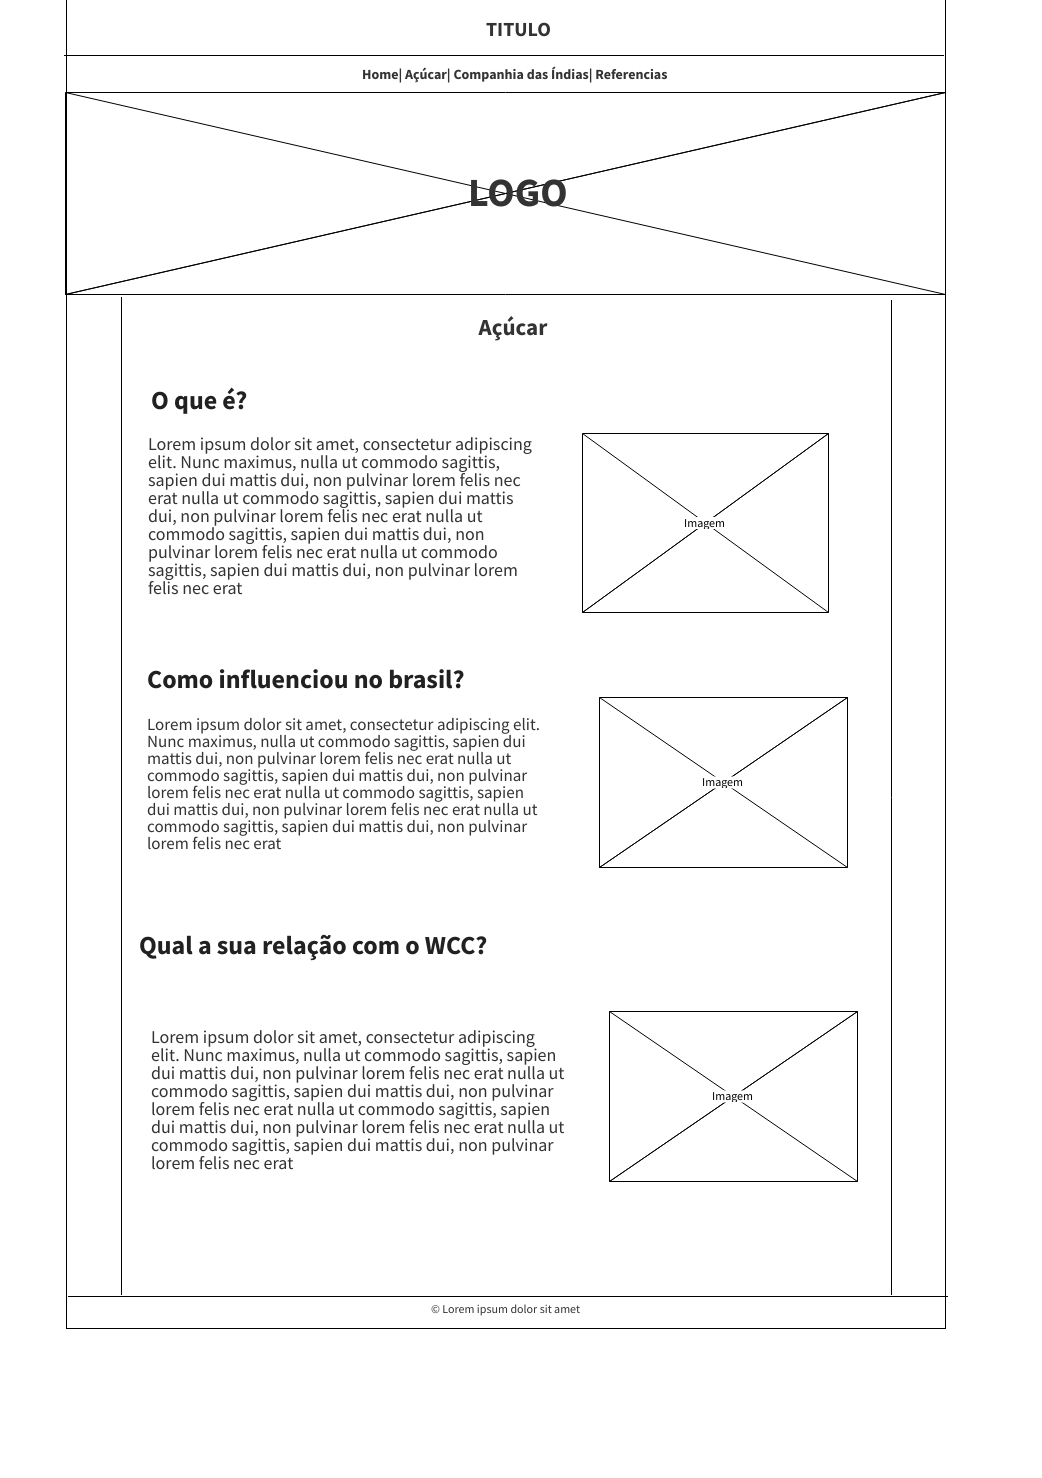 TITULO
Home| Açúcar| Companhia das Índias| Referencias
LOGO
Açúcar
O que é?
Lorem ipsum dolor sit amet, consectetur adipiscing
elit. Nunc maximus, nulla ut commodo sagittis,
sapien dui mattis dui, non pulvinar lorem felis nec
erat nulla ut commodo sagittis, sapien dui mattis
dui, non pulvinar lorem felis nec erat nulla ut
commodo sagittis, sapien dui mattis dui, non
pulvinar lorem felis nec erat nulla ut commodo
sagittis, sapien dui mattis dui, non pulvinar lorem
felis nec erat
Imagem
Como influenciou no brasil?
Lorem ipsum dolor sit amet, consectetur adipiscing elit.
Nunc maximus, nulla ut commodo sagittis, sapien dui
mattis dui, non pulvinar lorem felis nec erat nulla ut
commodo sagittis, sapien dui mattis dui, non pulvinar
lorem felis nec erat nulla ut commodo sagittis, sapien
dui mattis dui, non pulvinar lorem felis nec erat nulla ut
commodo sagittis, sapien dui mattis dui, non pulvinar
lorem felis nec erat
Imagem
Qual a sua relação com o WCC?
Lorem ipsum dolor sit amet, consectetur adipiscing
elit. Nunc maximus, nulla ut commodo sagittis, sapien
dui mattis dui, non pulvinar lorem felis nec erat nulla ut
commodo sagittis, sapien dui mattis dui, non pulvinar
lorem felis nec erat nulla ut commodo sagittis, sapien
dui mattis dui, non pulvinar lorem felis nec erat nulla ut
commodo sagittis, sapien dui mattis dui, non pulvinar
lorem felis nec erat
Imagem
© Lorem ipsum dolor sit amet